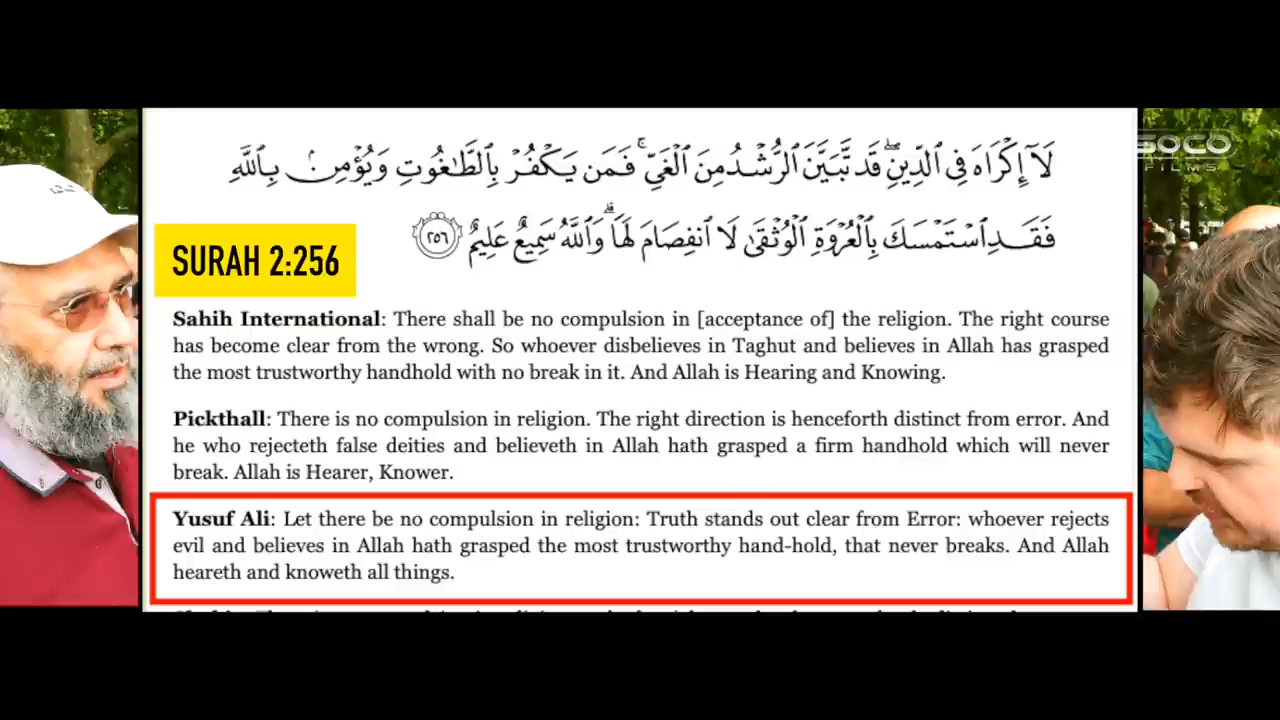 لَآ إِكْرَاهَ فِى ٱلدِّينِ ۖ قَد تَّبَيَّنَ ٱلرُّشْدُ مِنَ ٱلْغَىِّ ۚ فَمَن يَكْفُرْ بِٱلطَّـٰغُوتِ وَيُؤْمِنۢ بِٱللَّهِ
فَقَدِ ٱسْتَمْسَكَ بِٱلْعُرْوَةِ ٱلْوُثْقَىٰ لَا ٱنفِصَامَ لَهَا ۗ وَٱللَّهُ سَمِيعٌ عَلِيمٌ ٢٥٦
SOCO
FILMS
SURAH 2:256
Sahih International: There shall be no compulsion in [acceptance of] the religion. The right course
has become clear from the wrong. So whoever disbelieves in Taghut and believes in Allah has grasped
the most trustworthy handhold with no break in it. And Allah is Hearing and Knowing.
Pickthall: There is no compulsion in religion. The right direction is henceforth distinct from error. And
he who rejecteth false deities and believeth in Allah hath grasped a firm handhold which will never
break. Allah is Hearer, Knower.
Yusuf Ali: Let there be no compulsion in religion: Truth stands out clear from Error: whoever rejects
evil and believes in Allah hath grasped the most trustworthy hand-hold, that never breaks. And Allah
heareth and knoweth all things.